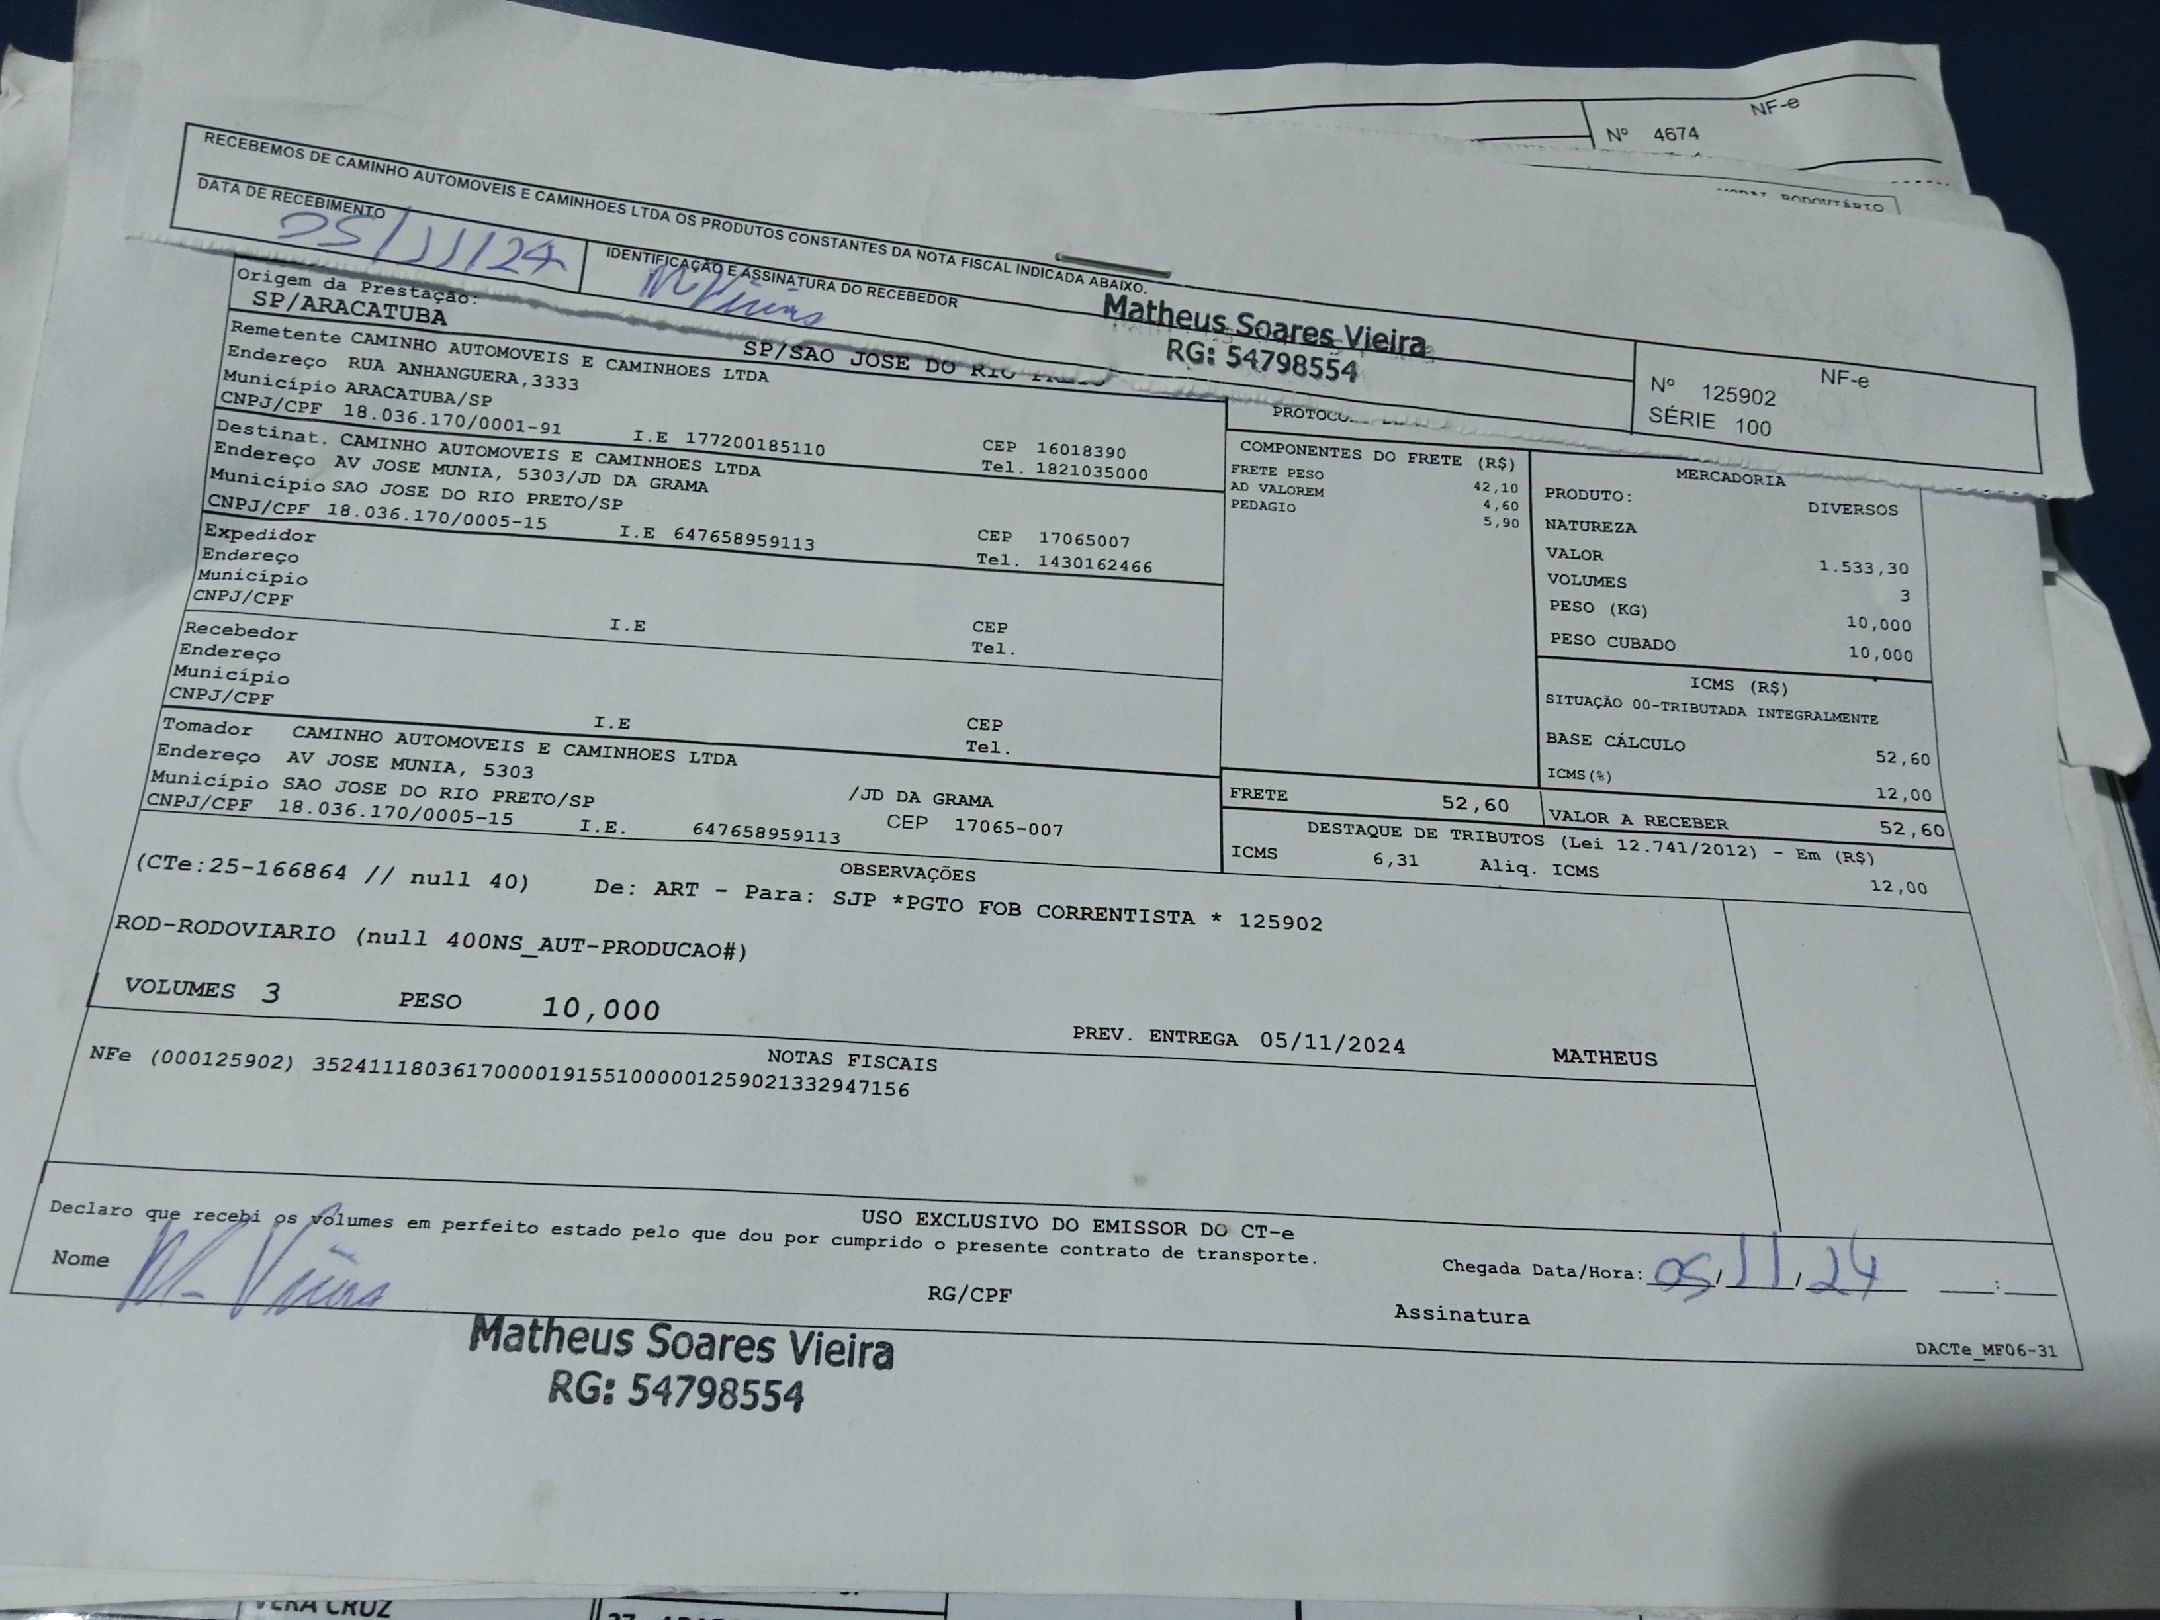 NF-e
Nº 4674
RODOVIÁRIO
RECEBEMOS DE CAMINHO AUTOMOVEIS E CAMINHOES LTDA OS PRODUTOS CONSTANTES DA NOTA FISCAL INDICADA ABAIXO.
DATA DE RECEBIMENTO
05/11/24
IDENTIFICAÇÃO E ASSINATURA DO RECEBEDOR
M. Vieira
Matheus Soares Vieira
RG: 54798554
NF-e
Nº 125902
SÉRIE 100
Origem da Prestação:
SP/ARACATUBA
SP/SAO JOSE DO RIO PRETO
Remetente CAMINHO AUTOMOVEIS E CAMINHOES LTDA
Endereço RUA ANHANGUERA,3333
Município ARACATUBA/SP
CNPJ/CPF 18.036.170/0001-91 I.E 177200185110
CEP 16018390
Tel. 1821035000
Destinat. CAMINHO AUTOMOVEIS E CAMINHOES LTDA
Endereço AV JOSE MUNIA, 5303/JD DA GRAMA
Município SAO JOSE DO RIO PRETO/SP
CNPJ/CPF 18.036.170/0005-15 I.E 647658959113
CEP 17065007
Tel. 1430162466
Expedidor
Endereço
Município
CNPJ/CPF
I.E
CEP
Tel.
Recebedor
Endereço
Município
CNPJ/CPF
I.E
CEP
Tel.
Tomador CAMINHO AUTOMOVEIS E CAMINHOES LTDA
Endereço AV JOSE MUNIA, 5303
/JD DA GRAMA
Município SAO JOSE DO RIO PRETO/SP
CEP 17065-007
CNPJ/CPF 18.036.170/0005-15 I.E. 647658959113
COMPONENTES DO FRETE (R$)
FRETE PESO 42,10
AD VALOREM 4,60
PEDAGIO 5,90
MERCADORIA
PRODUTO: DIVERSOS
NATUREZA
VALOR 1.533,30
VOLUMES 3
PESO (KG) 10,000
PESO CUBADO 10,000
ICMS (R$)
SITUAÇÃO 00-TRIBUTADA INTEGRALMENTE
BASE CÁLCULO 52,60
ICMS(%) 12,00
FRETE 52,60
VALOR A RECEBER 52,60
DESTAQUE DE TRIBUTOS (Lei 12.741/2012) - Em (R$)
ICMS 6,31 Aliq. ICMS 12,00
OBSERVAÇÕES
(CTe:25-166864 // null 40) De: ART - Para: SJP *PGTO FOB CORRENTISTA * 125902
ROD-RODOVIARIO (null 400NS_AUT-PRODUCAO#)
VOLUMES 3 PESO 10,000 PREV. ENTREGA 05/11/2024 MATHEUS
NOTAS FISCAIS
NFe (000125902) 35241118036170000191551000001259021332947156
USO EXCLUSIVO DO EMISSOR DO CT-e
Declaro que recebi os volumes em perfeito estado pelo que dou por cumprido o presente contrato de transporte.
Nome M. Vieira
RG/CPF
Chegada Data/Hora: 05/11/24 :
Assinatura
DACTe_MF06-31
Matheus Soares Vieira
RG: 54798554
VERA CRUZ